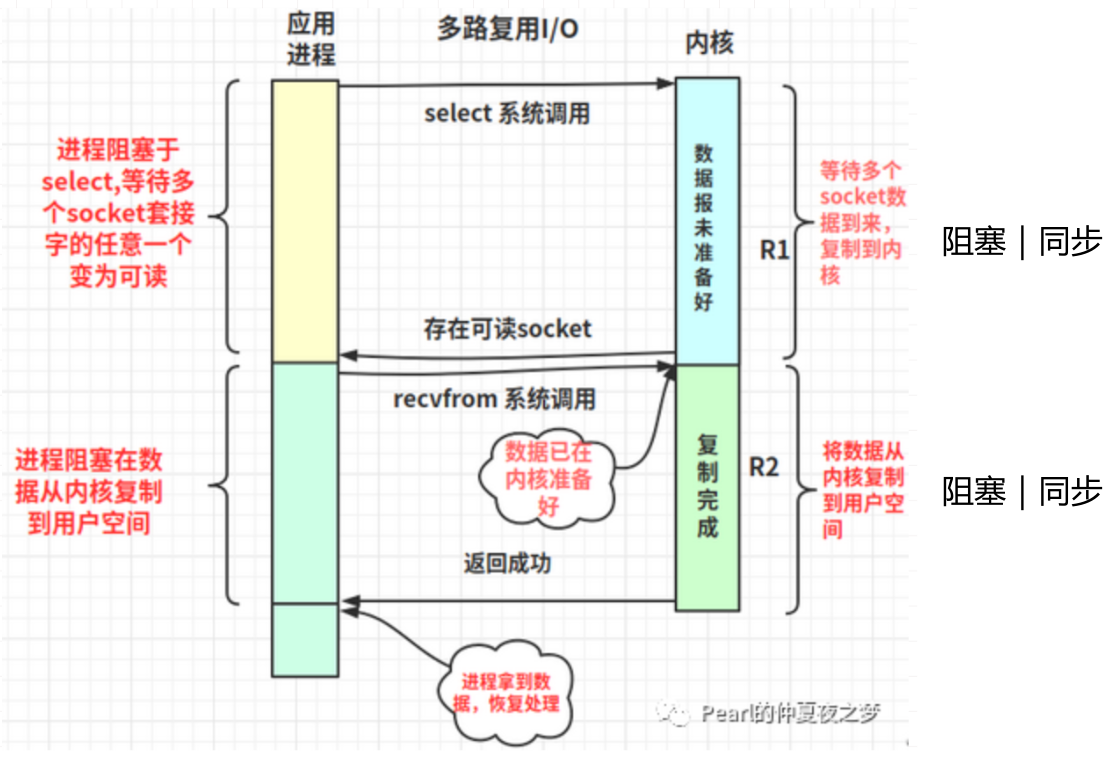 应用
进程
多路复用I/O
内核
select 系统调用
进程阻塞于
select,等待多
个socket套接
字的任意一个
变为可读
数
据
报
未
准
备
好
R1
等待多个
socket数
据到来，
复制到内
核
阻塞｜同步
存在可读socket
recvfrom 系统调用
数据已在
内核准备
好
进程阻塞在数
据从内核复制
到用户空间
复
制
完
成
R2
将数据从
内核复制
到用户空
间
阻塞｜同步
返回成功
进程拿到数
据，恢复处理
Pearl的仲夏夜之梦